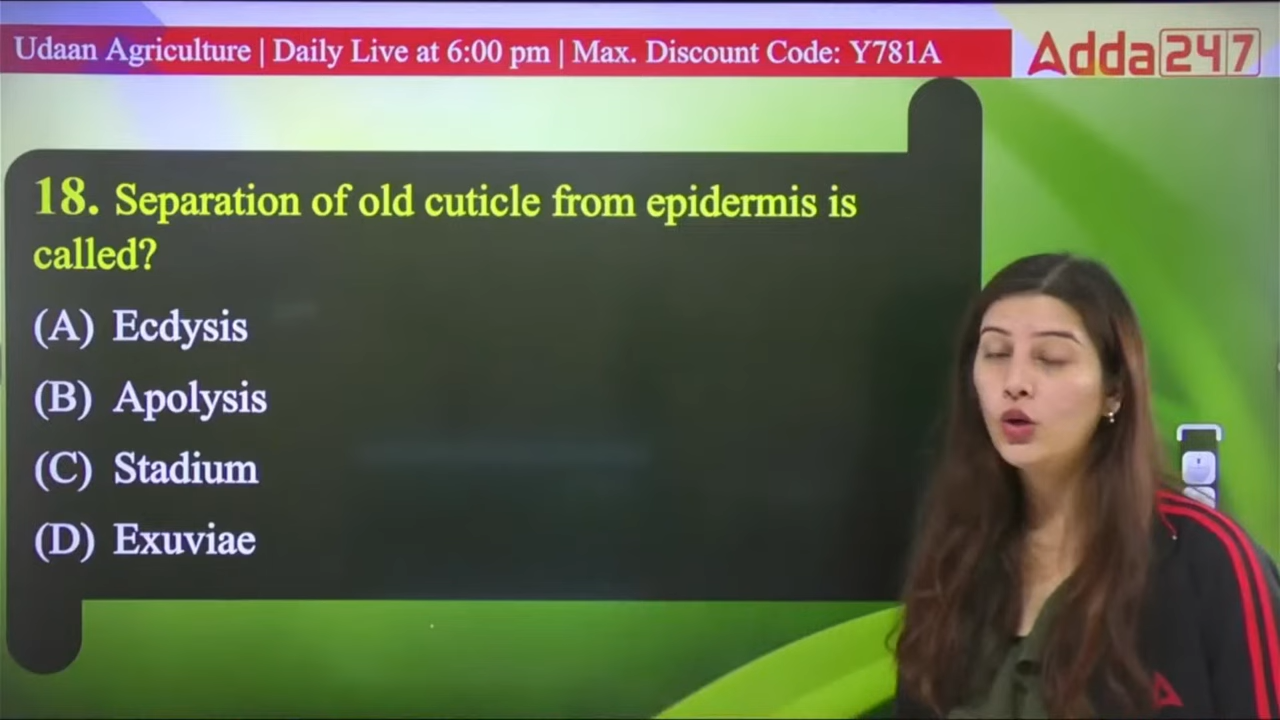 Udaan Agriculture | Daily Live at 6:00 pm | Max. Discount Code: Y781A
Adda247
18. Separation of old cuticle from epidermis is
called?
(A) Ecdysis
(B) Apolysis
(C) Stadium
(D) Exuviae